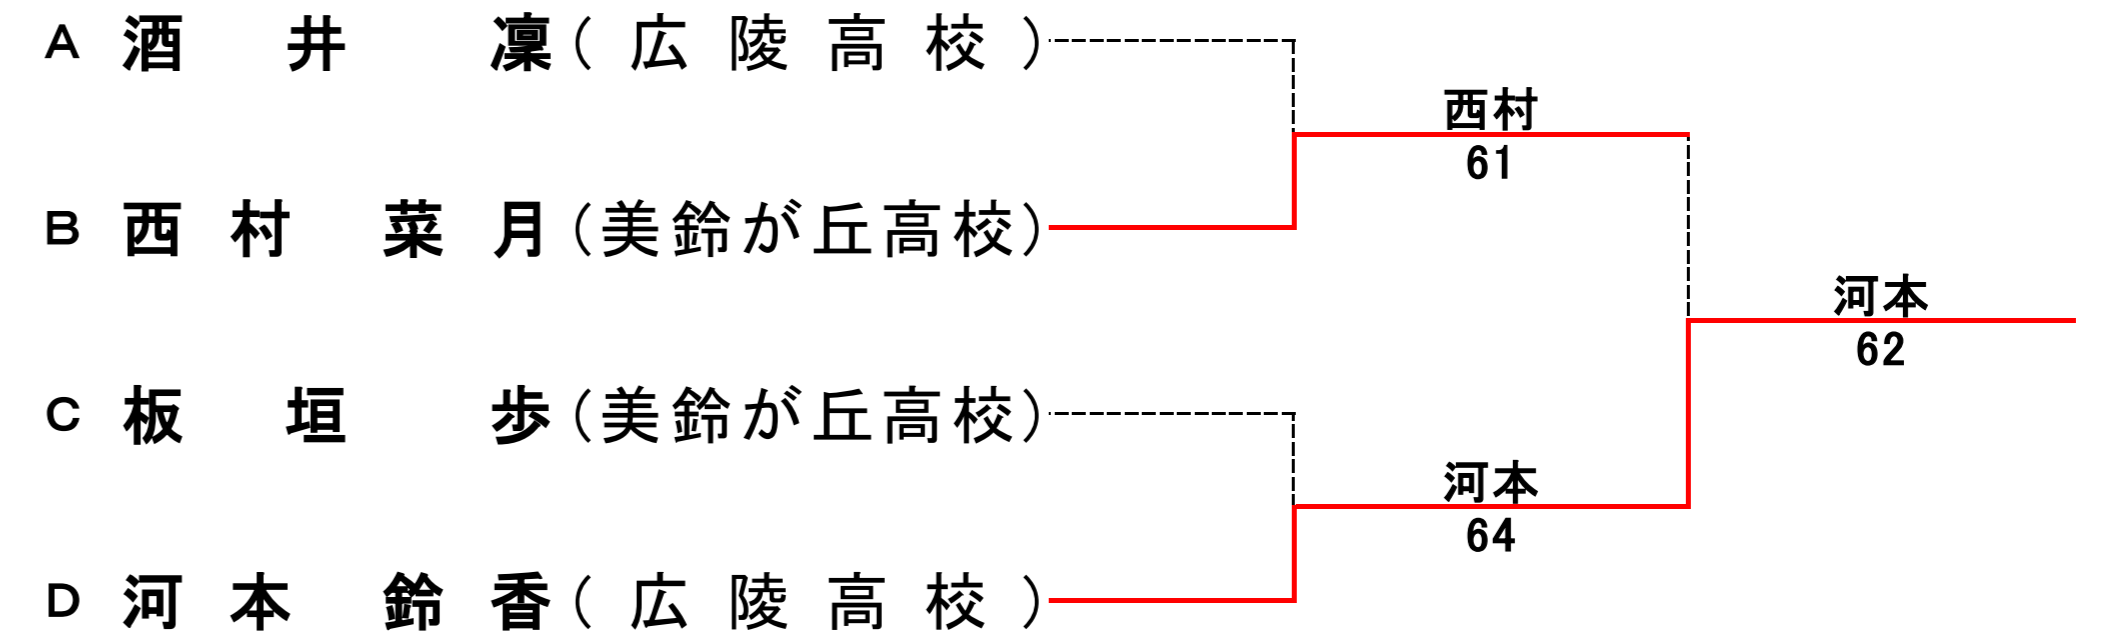 A 酒井 凜(広陵高校)
西村
61
B 西村 菜月(美鈴が丘高校)
河本
62
C 板垣 歩(美鈴が丘高校)
河本
64
D 河本 鈴香(広陵高校)